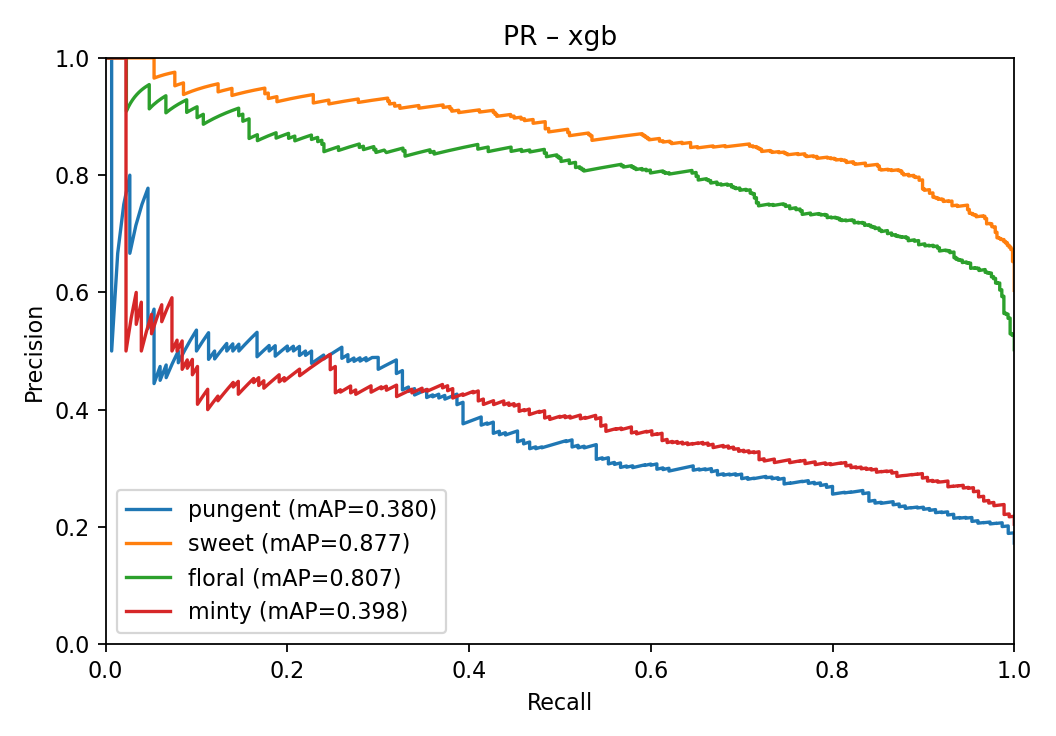 PR – xgb
Precision
1.0
0.8
0.6
0.4
0.2
0.0
pungent (mAP=0.380)
sweet (mAP=0.877)
floral (mAP=0.807)
minty (mAP=0.398)
0.0 0.2 0.4 0.6 0.8 1.0
Recall